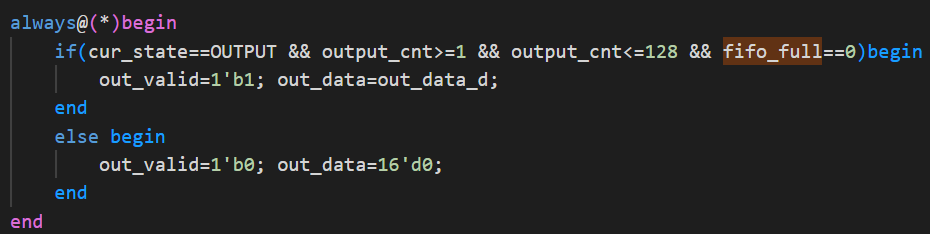 always@(*)begin
    if(cur_state==OUTPUT && output_cnt>=1 && output_cnt<=128 && fifo_full==0)begin
        out_valid=1'b1; out_data=out_data_d;
    end
    else begin
        out_valid=1'b0; out_data=16'd0;
    end
end